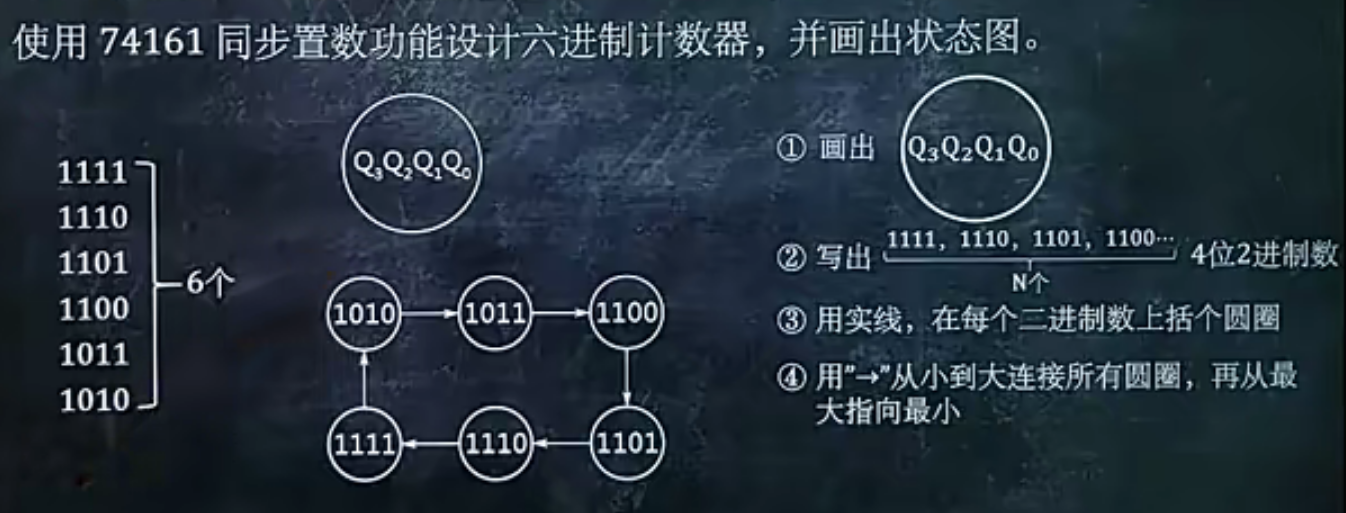 使用 74161 同步置数功能设计六进制计数器，并画出状态图。
1111
1110
1101
1100
1011
1010
6个
Q₃Q₂Q₁Q₀
1010
1011
1100
1111
1110
1101
① 画出 Q₃Q₂Q₁Q₀
② 写出 1111，1110，1101，1100… 4位2进制数
N个
③ 用实线，在每个二进制数上括个圆圈
④ 用"→"从小到大连接所有圆圈，再从最
大指向最小